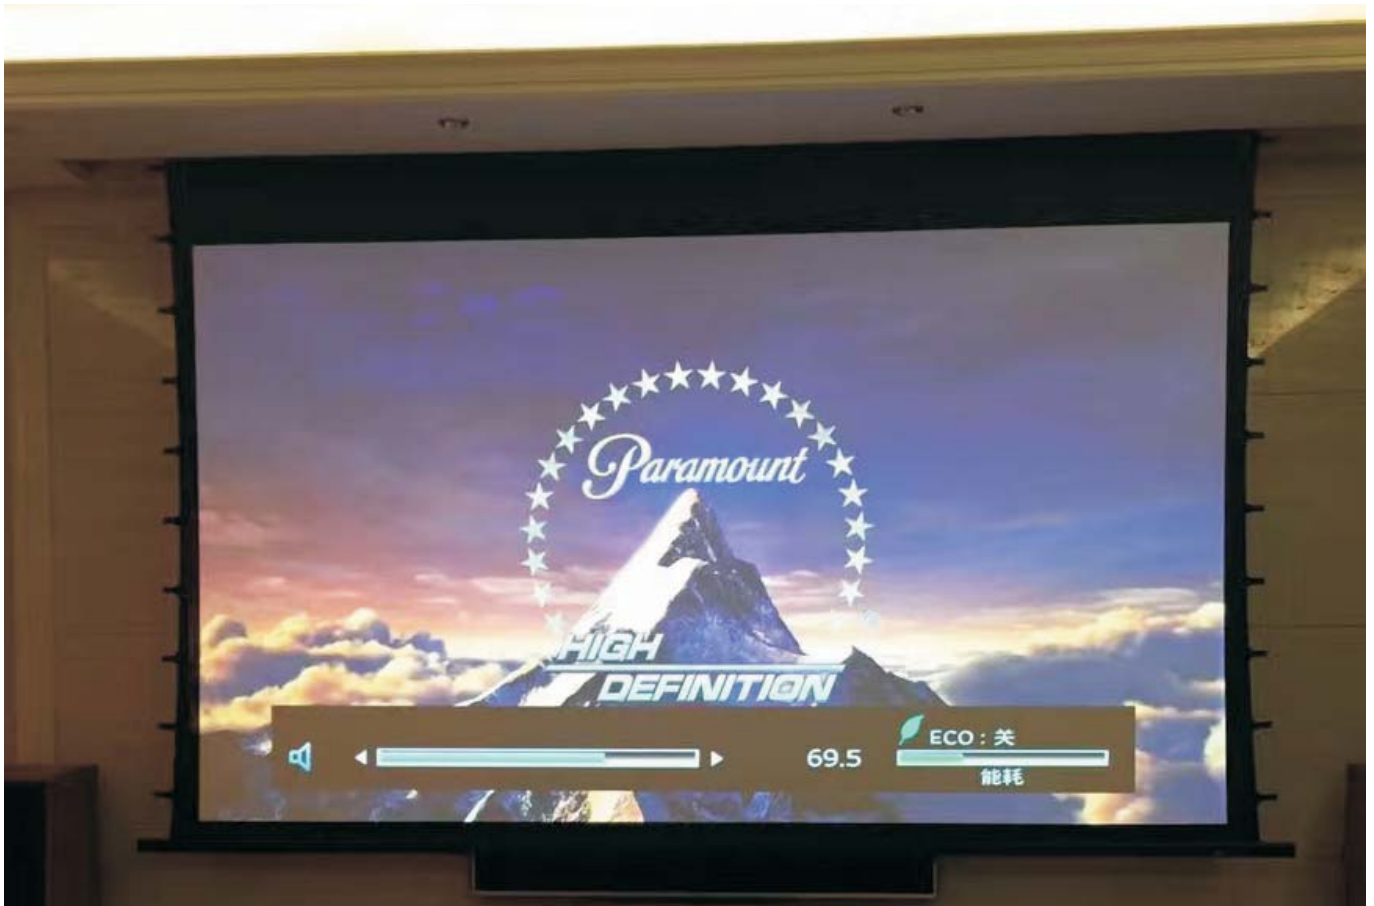 Paramount
HIGH
DEFINITION
69.5
ECO : 关
能耗